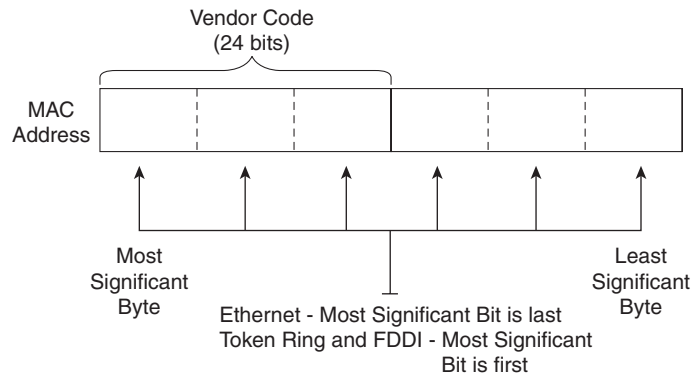 Vendor Code
(24 bits)
MAC
Address
Most
Significant
Byte
Least
Significant
Byte
Ethernet - Most Significant Bit is last
Token Ring and FDDI - Most Significant
Bit is first